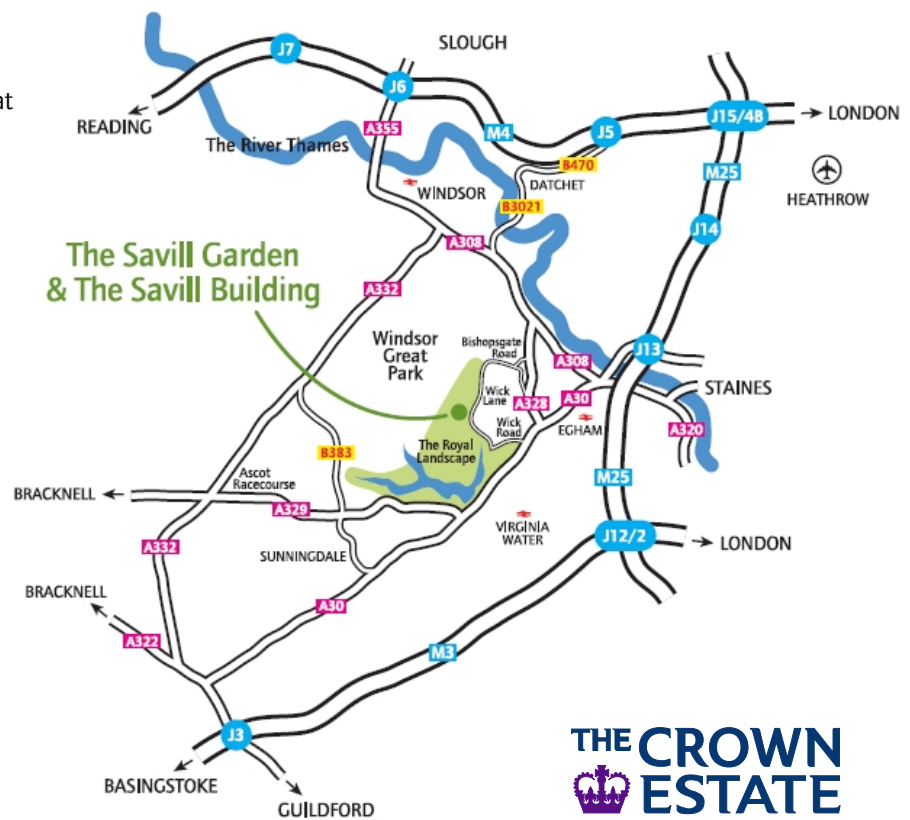 SLOUGH
J7
J6
at
READING
A355
M4
J5
J15/4B
LONDON
The River Thames
B470
M25
HEATHROW
WINDSOR
DATCHET
B3021
J14
A308
The Savill Garden
& The Savill Building
A332
Windsor
Great
Park
Bishopsgate
Road
A308
J13
STAINES
Wick
Lane
A328
A30
EGHAM
A320
Wick
Road
The Royal
Landscape
B383
Ascot
Racecourse
BRACKNELL
A329
M25
VIRGINIA
WATER
J12/2
LONDON
A332
SUNNINGDALE
BRACKNELL
A30
A322
M3
J3
BASINGSTOKE
GUILDFORD
THE CROWN
ESTATE